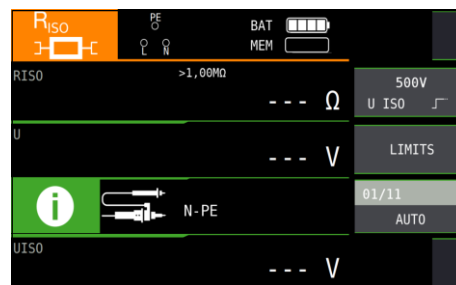 RISO
PE
L N
BAT
MEM
RISO >1,00MΩ
--- Ω
500V
U ISO
U
--- V
LIMITS
i
N-PE
01/11
AUTO
UISO
--- V